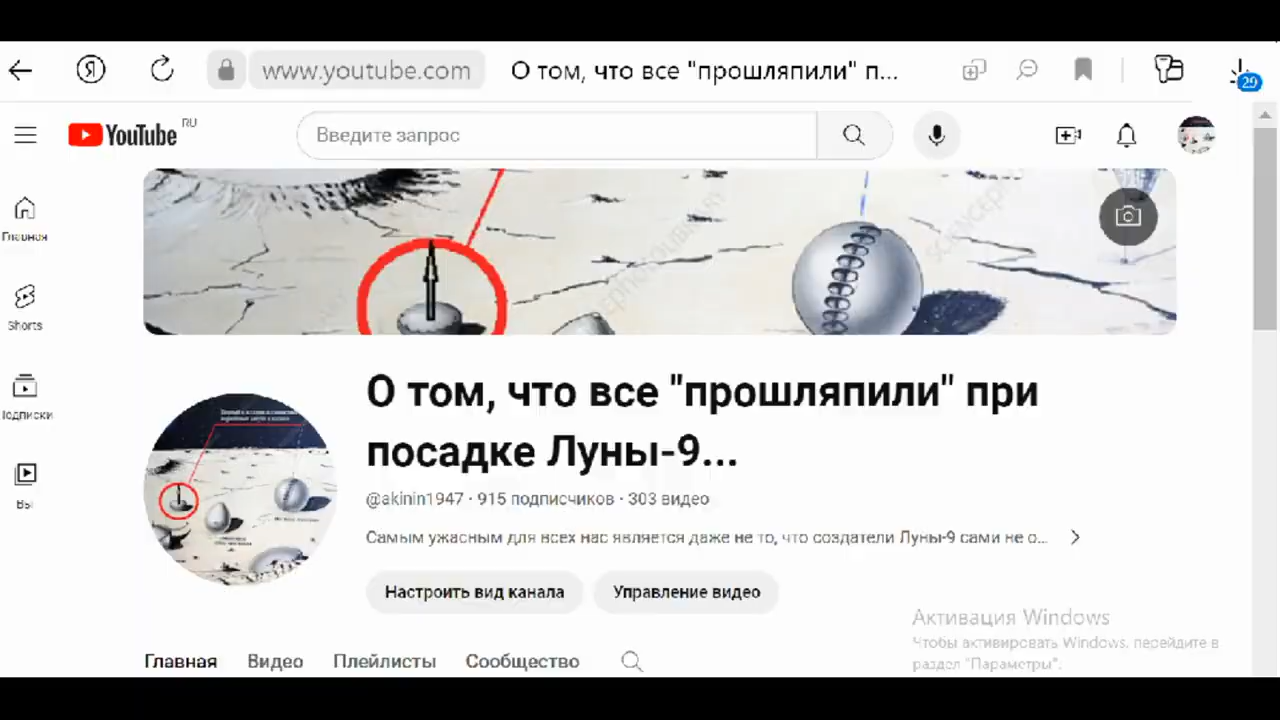 Я
www.youtube.com
О том, что все "прошляпили" п...
29
YouTube RU
Введите запрос
Главная
Shorts
Подписки
Вы
О том, что все "прошляпили" при
посадке Луны-9...
@akinin1947 · 915 подписчиков · 303 видео
Самым ужасным для всех нас является даже не то, что создатели Луны-9 сами не о...
Настроить вид канала
Управление видео
Активация Windows
Чтобы активировать Windows, перейдите в
раздел "Параметры".
Главная
Видео
Плейлисты
Сообщество